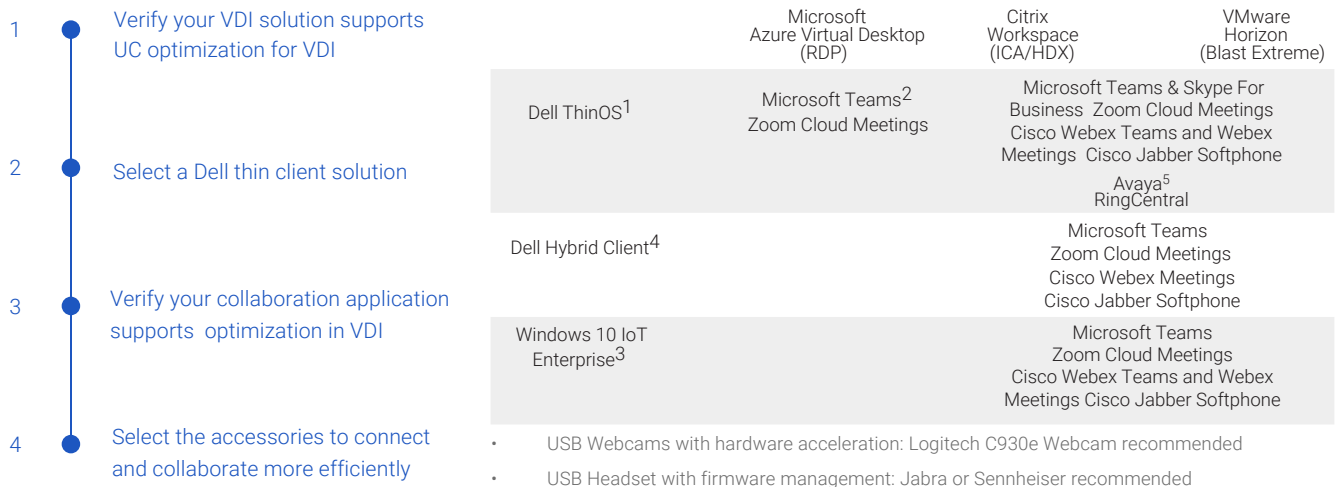 1
Verify your VDI solution supports
UC optimization for VDI
2
Select a Dell thin client solution
3
Verify your collaboration application
supports optimization in VDI
4
Select the accessories to connect
and collaborate more efficiently
Microsoft
Azure Virtual Desktop
(RDP)
Citrix
Workspace
(ICA/HDX)
VMware
Horizon
(Blast Extreme)
Dell ThinOS1
Microsoft Teams2
Zoom Cloud Meetings
Microsoft Teams & Skype For
Business Zoom Cloud Meetings
Cisco Webex Teams and Webex
Meetings Cisco Jabber Softphone
Avaya5
RingCentral
Dell Hybrid Client4
Microsoft Teams
Zoom Cloud Meetings
Cisco Webex Meetings
Cisco Jabber Softphone
Windows 10 IoT
Enterprise3
Microsoft Teams
Zoom Cloud Meetings
Cisco Webex Teams and Webex
Meetings Cisco Jabber Softphone
• USB Webcams with hardware acceleration: Logitech C930e Webcam recommended
• USB Headset with firmware management: Jabra or Sennheiser recommended